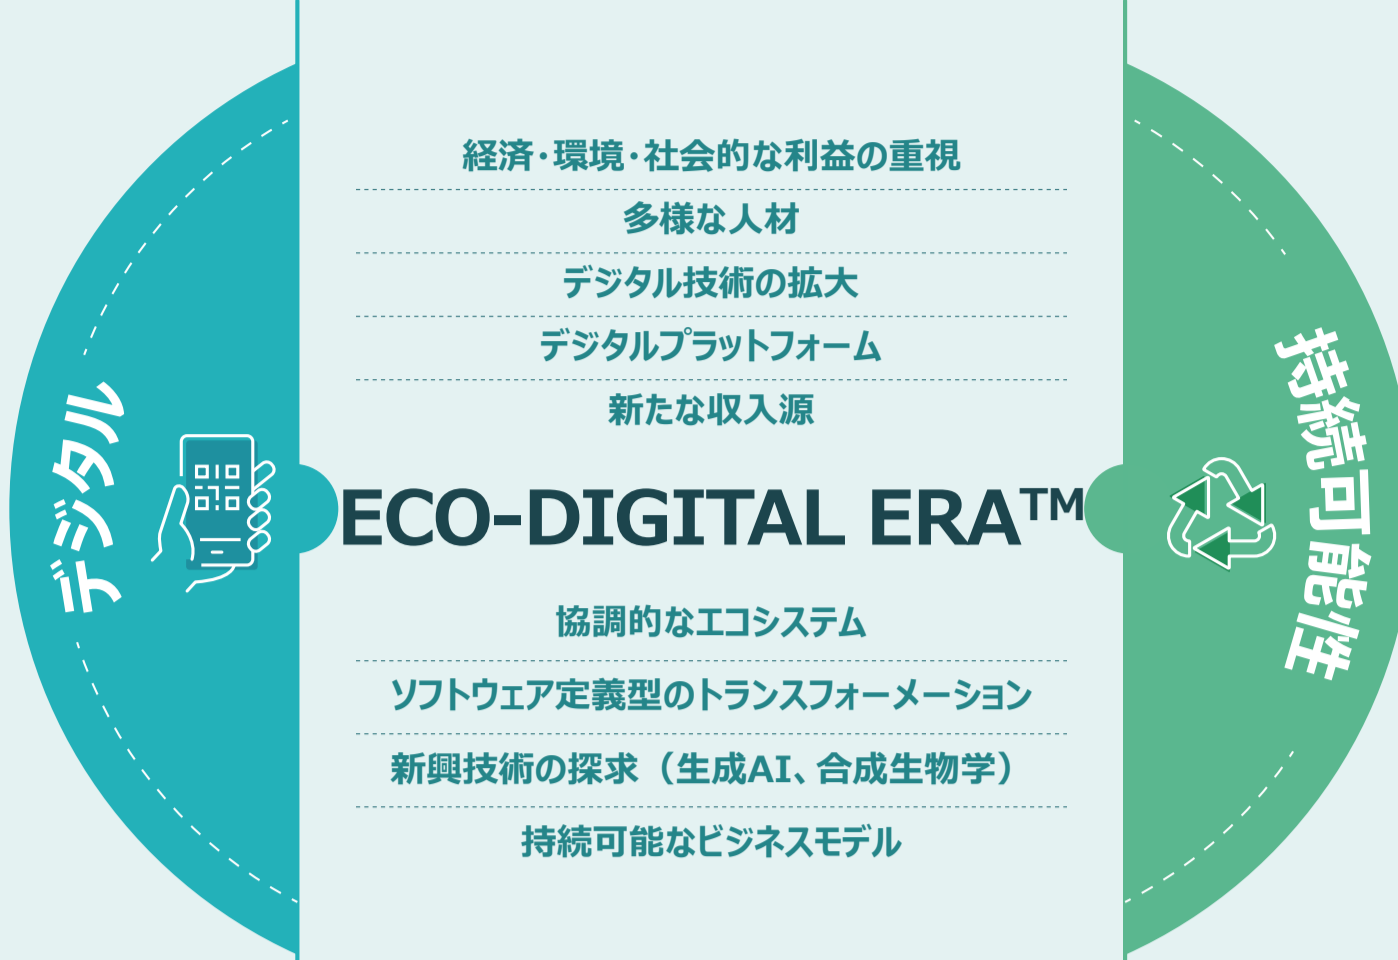 経済・環境・社会的な利益の重視
多様な人材
デジタル技術の拡大
デジタルプラットフォーム
新たな収入源
デジタル
ECO-DIGITAL ERA™
持続可能性
協調的なエコシステム
ソフトウェア定義型のトランスフォーメーション
新興技術の探求（生成AI、合成生物学）
持続可能なビジネスモデル